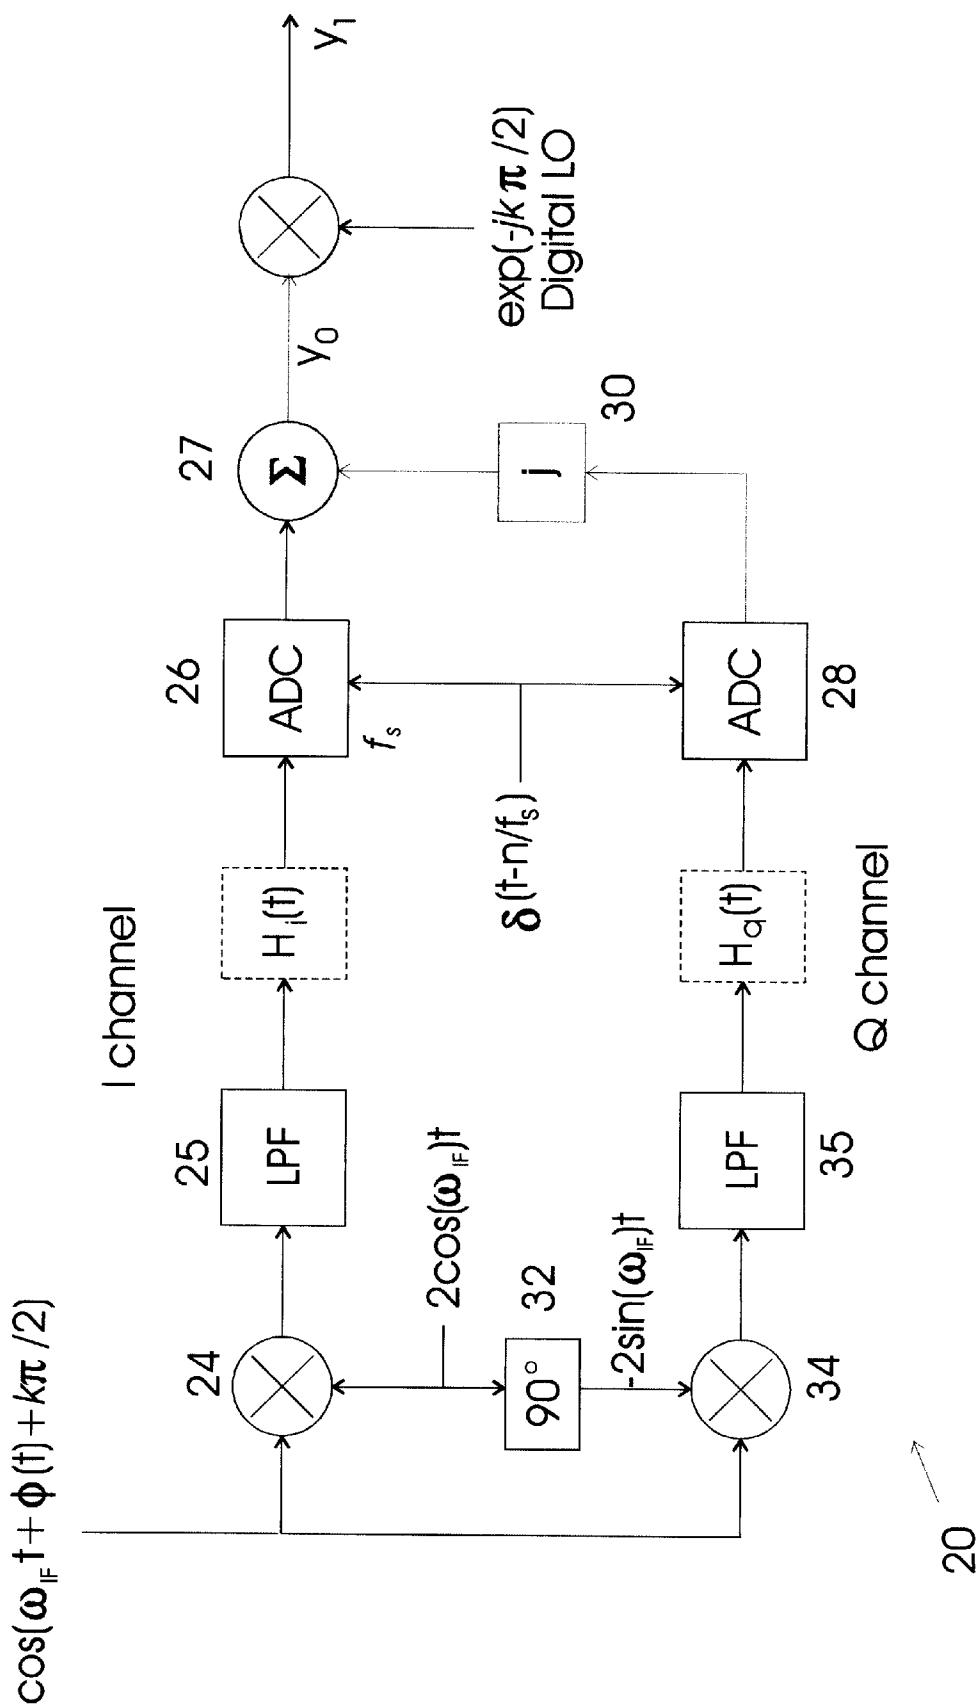 cos(ω_IF t + ϕ(t) + kπ/2)
I channel
24
25
LPF
H_i(t)
26
ADC
f_s
27
Σ
y_0
y_1
2cos(ω_IF)t
32
90°
-2sin(ω_IF)t
δ(t-n/f_s)
30
j
exp(-jkπ/2)
Digital LO
34
LPF
35
H_q(t)
ADC
28
Q channel
20